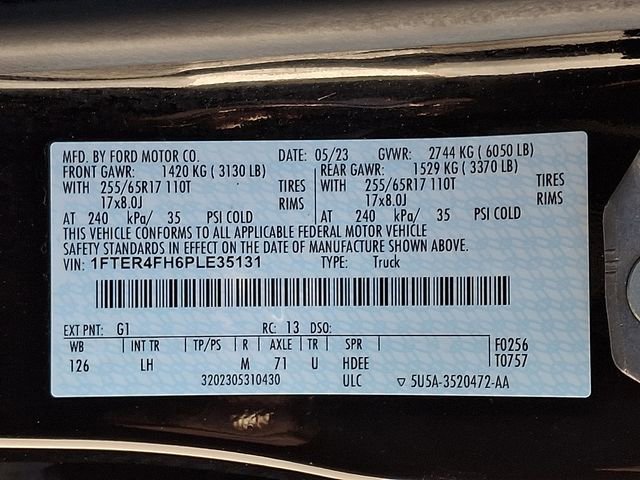 MFD. BY FORD MOTOR CO. DATE: 05/23 GVWR: 2744 KG ( 6050 LB)
FRONT GAWR: 1420 KG ( 3130 LB) REAR GAWR: 1529 KG ( 3370 LB)
WITH 255/65R17 110T TIRES WITH 255/65R17 110T TIRES
17x8.0J RIMS 17x8.0J RIMS
AT 240 kPa/ 35 PSI COLD AT 240 kPa/ 35 PSI COLD
THIS VEHICLE CONFORMS TO ALL APPLICABLE FEDERAL MOTOR VEHICLE
SAFETY STANDARDS IN EFFECT ON THE DATE OF MANUFACTURE SHOWN ABOVE.
VIN: 1FTER4FH6PLE35131 TYPE: Truck
EXT PNT: G1 RC: 13 DSO:
WB INT TR TP/PS R AXLE TR SPR F0256
126 LH M 71 U HDEE T0757
3202305310430 ULC ▽ 5U5A-3520472-AA